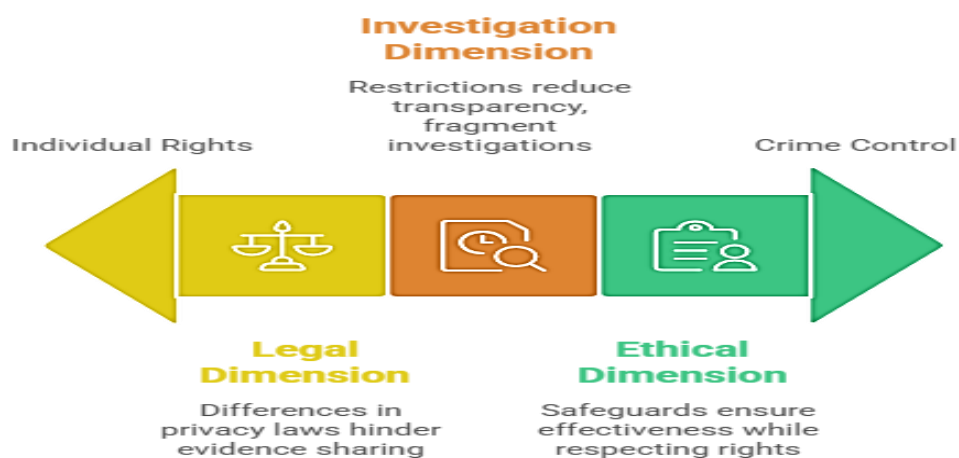 Investigation
Dimension
Restrictions reduce
transparency,
fragment
investigations
Individual Rights
Crime Control
Legal
Dimension
Differences in
privacy laws hinder
evidence sharing
Ethical
Dimension
Safeguards ensure
effectiveness while
respecting rights